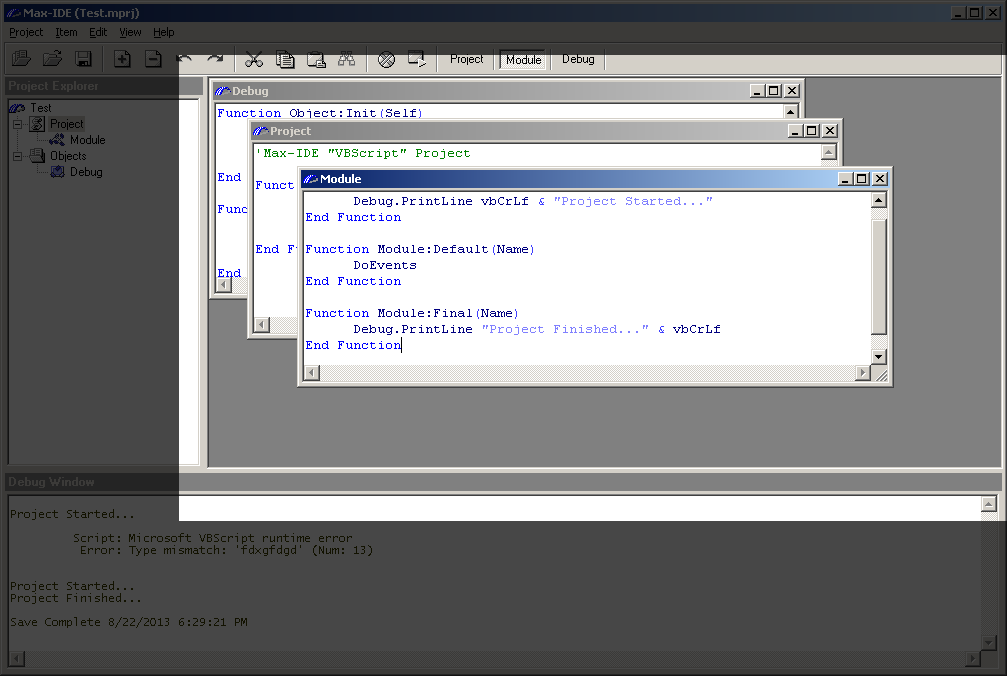 Max-IDE (Test.mprj)
Project Item Edit View Help
Project Module Debug
Project Explorer
Test
Project
Module
Objects
Debug
Debug
Function Object:Init(Self)
End
Func
End
Project
'Max-IDE "VBScript" Project
Funct
End F
Module
Debug.PrintLine vbCrLf & "Project Started..."
End Function
Function Module:Default(Name)
DoEvents
End Function
Function Module:Final(Name)
Debug.PrintLine "Project Finished..." & vbCrLf
End Function
Debug Window
Project Started...
Script: Microsoft VBScript runtime error
Error: Type mismatch: 'fdxgfdgd' (Num: 13)
Project Started...
Project Finished...
Save Complete 8/22/2013 6:29:21 PM